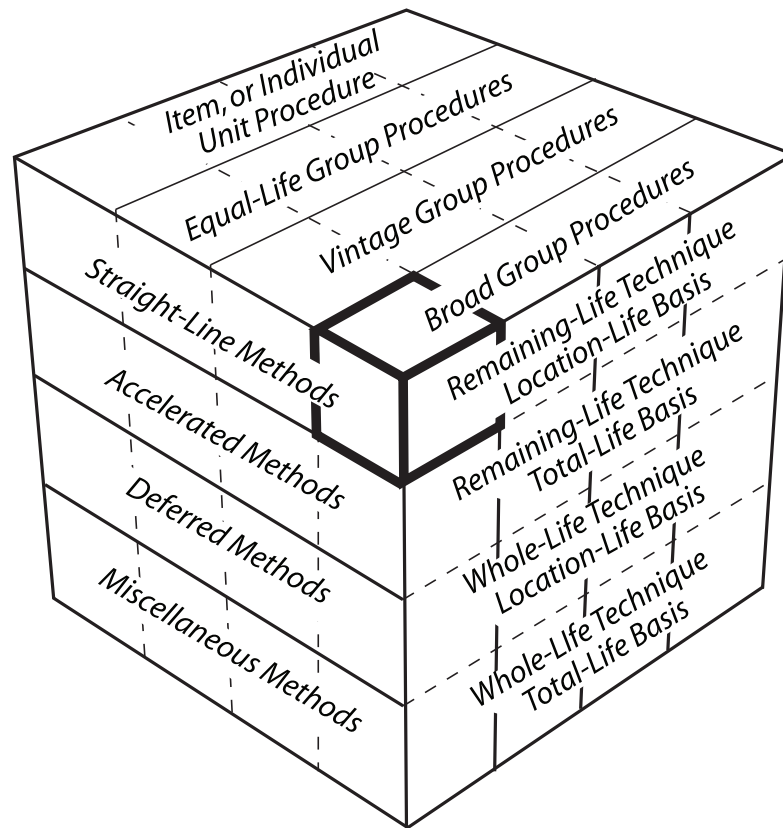 Item, or Individual
Unit Procedure
Equal-Life Group Procedures
Vintage Group Procedures
Broad Group Procedures
Straight-Line Methods
Accelerated Methods
Deferred Methods
Miscellaneous Methods
Remaining-Life Technique
Location-Life Basis
Remaining-Life Technique
Total-Life Basis
Whole-Life Technique
Location-Life Basis
Whole-LIfe Technique
Total-Life Basis